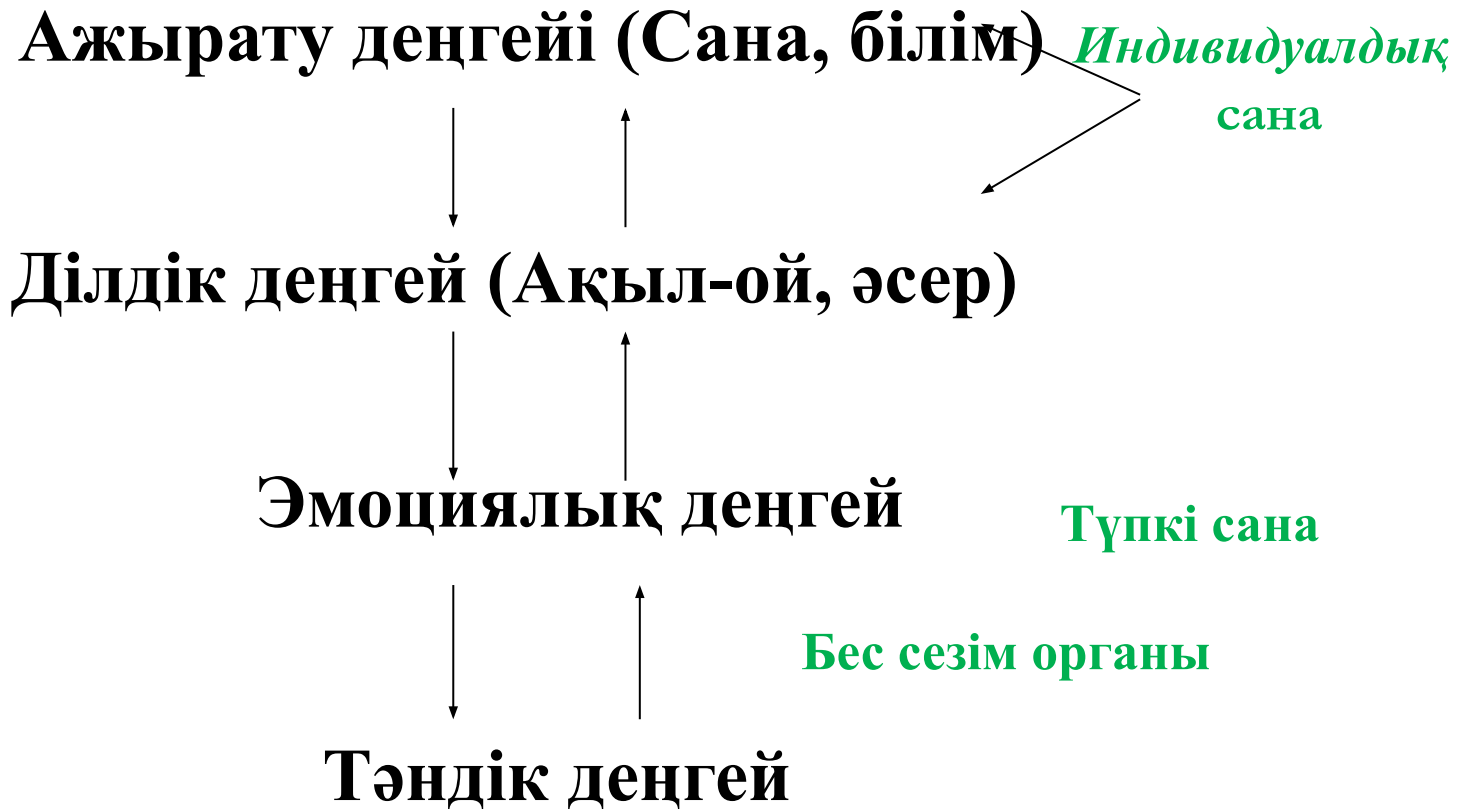 Ажырату деңгейі (Сана, білім)
Индивидуалдық
сана
Ділдік деңгей (Ақыл-ой, әсер)
Эмоциялық деңгей
Түпкі сана
Бес сезім органы
Тәндік деңгей